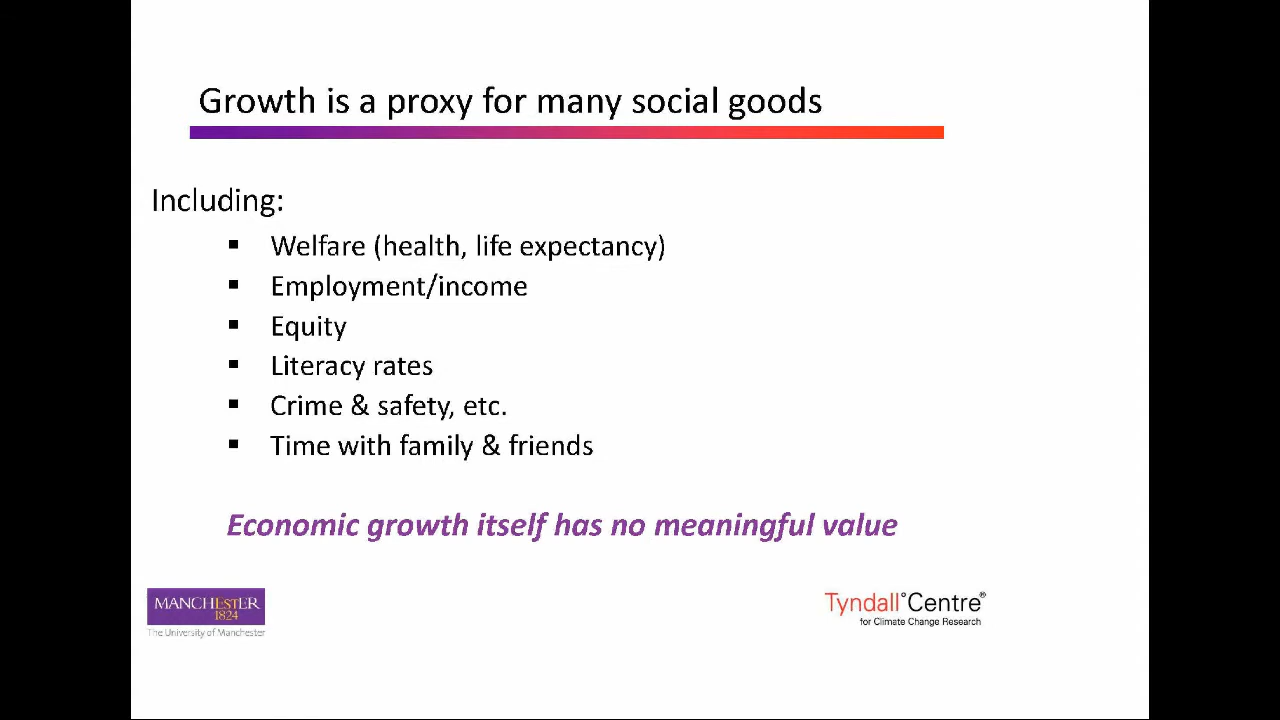 Growth is a proxy for many social goods
Including:
▪ Welfare (health, life expectancy)
▪ Employment/income
▪ Equity
▪ Literacy rates
▪ Crime & safety, etc.
▪ Time with family & friends
Economic growth itself has no meaningful value
MANCHESTER
1824
The University of Manchester
Tyndall°Centre®
for Climate Change Research